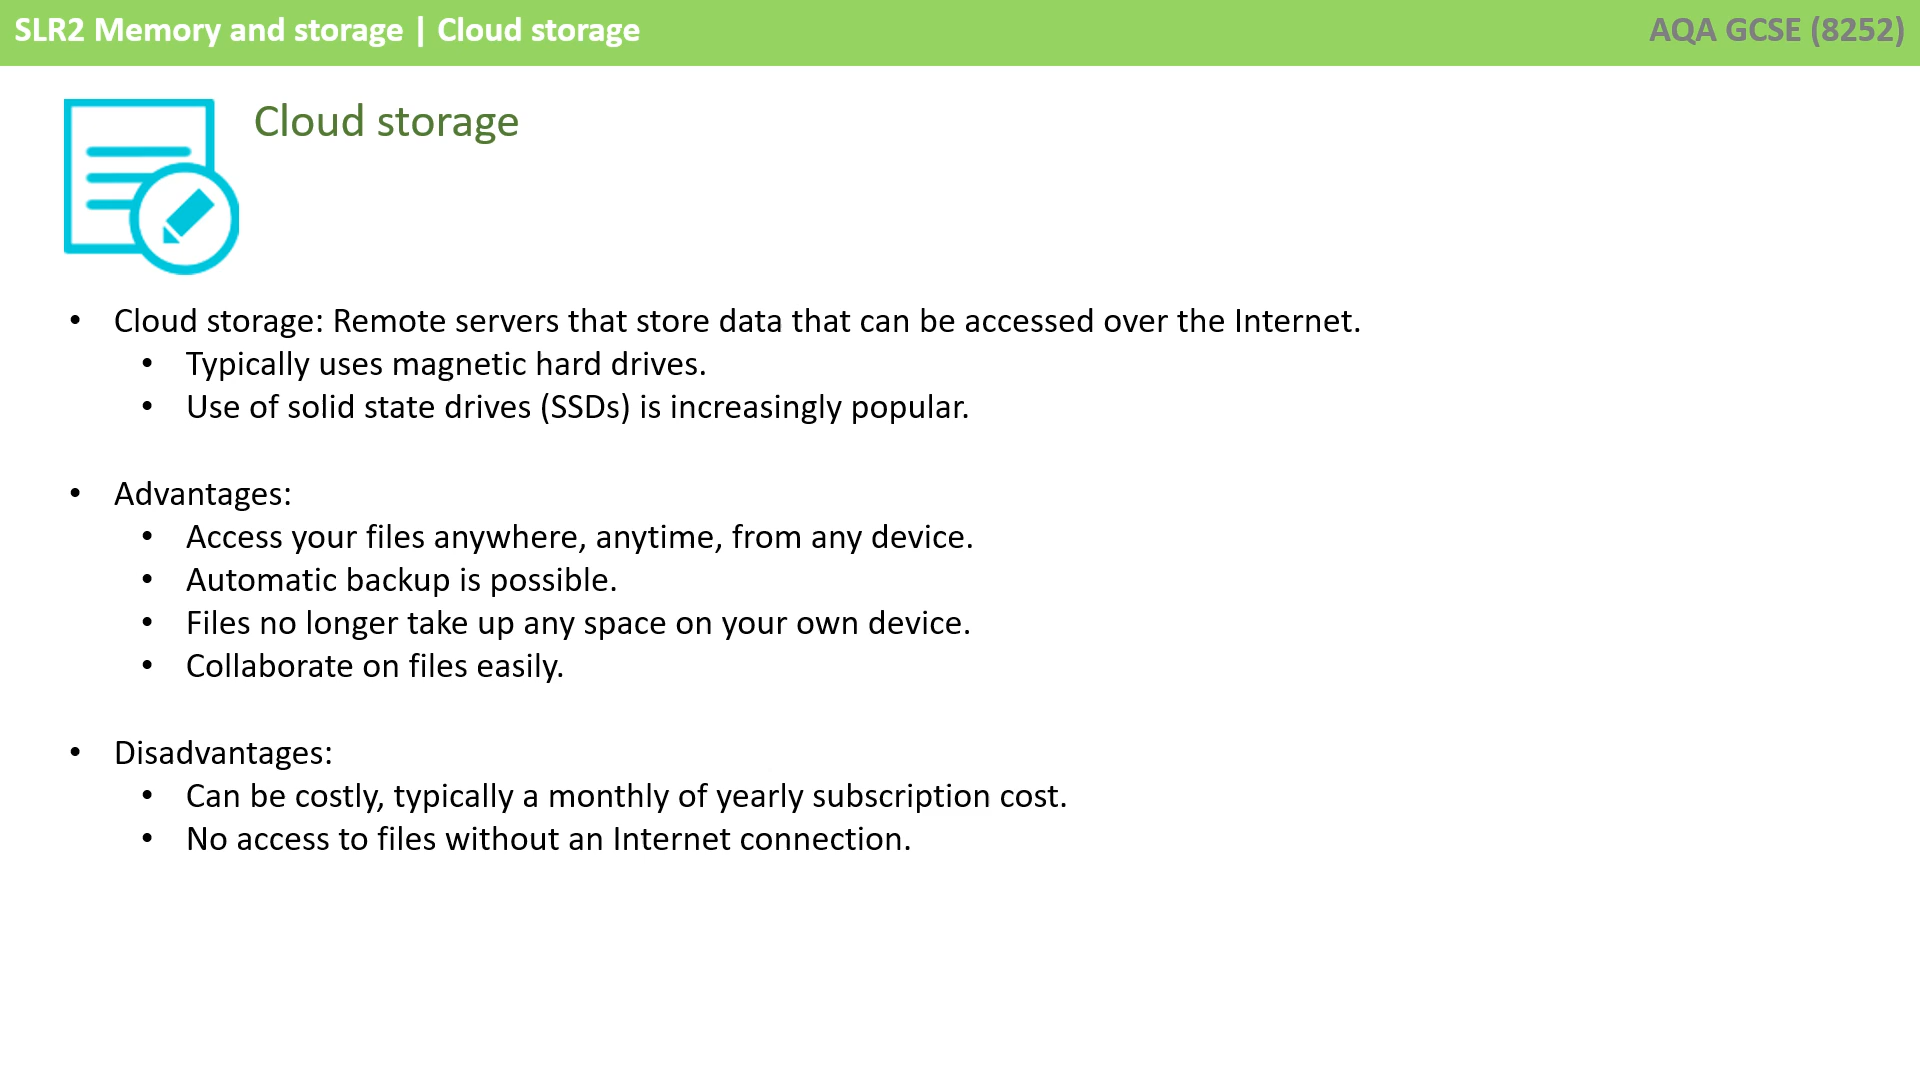 SLR2 Memory and storage | Cloud storage
AQA GCSE (8252)
Cloud storage
• Cloud storage: Remote servers that store data that can be accessed over the Internet.
• Typically uses magnetic hard drives.
• Use of solid state drives (SSDs) is increasingly popular.
• Advantages:
• Access your files anywhere, anytime, from any device.
• Automatic backup is possible.
• Files no longer take up any space on your own device.
• Collaborate on files easily.
• Disadvantages:
• Can be costly, typically a monthly of yearly subscription cost.
• No access to files without an Internet connection.